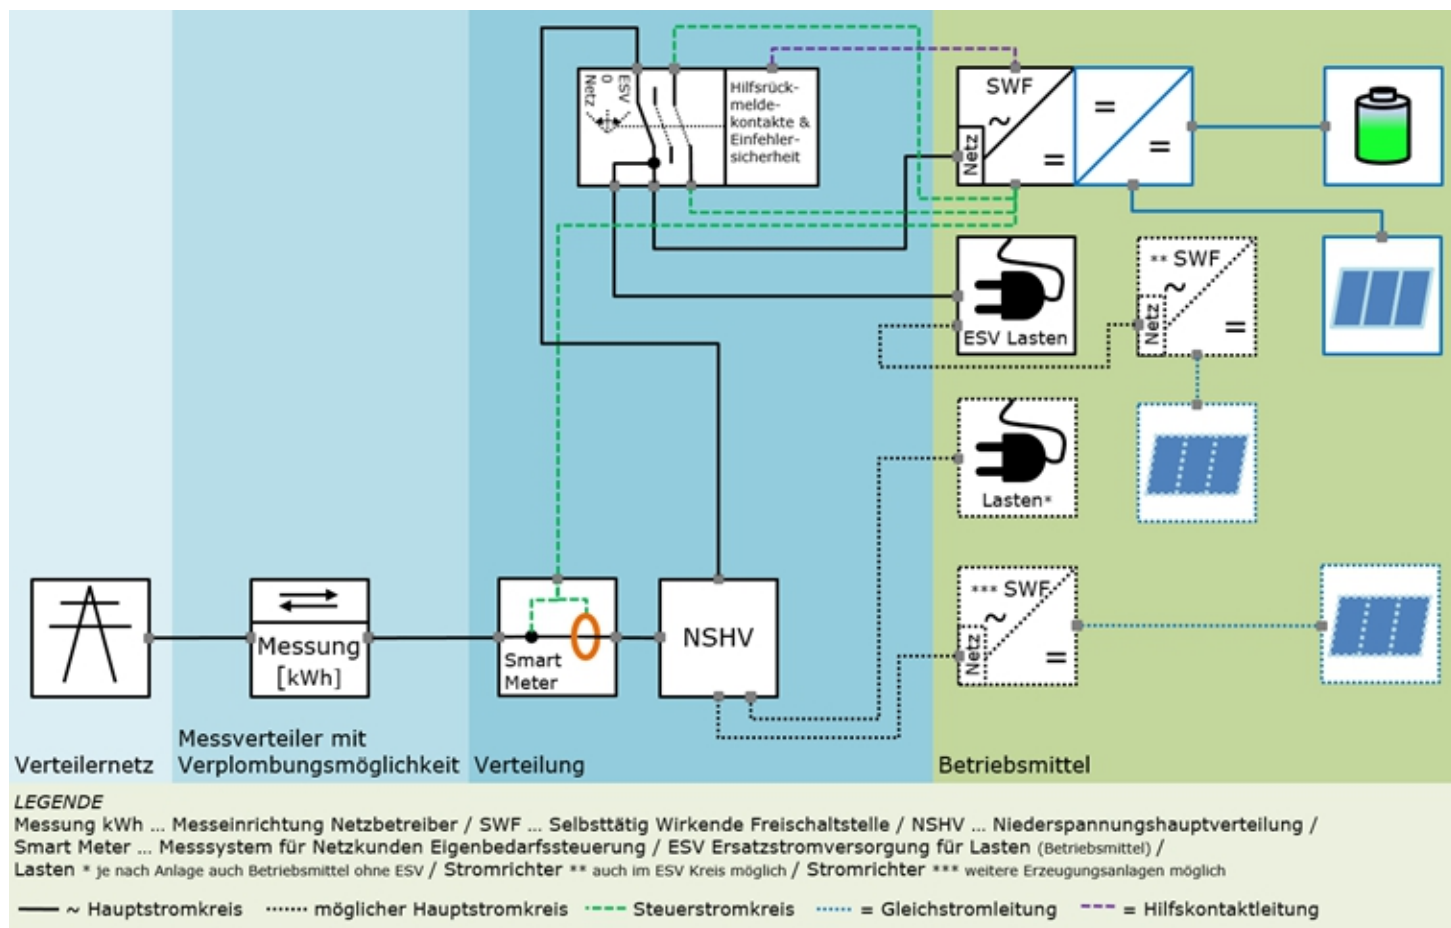 Netz
0
ESV
Hilfsrück-
melde-
kontakte &
Einfehler-
sicherheit
SWF
~
=
Netz
=
=
ESV Lasten
** SWF
~
=
Netz
Lasten*
Messung
[kWh]
Smart
Meter
NSHV
*** SWF
~
=
Netz
Verteilernetz
Messverteiler mit
Verplombungsmöglichkeit
Verteilung
Betriebsmittel
LEGENDE
Messung kWh ... Messeinrichtung Netzbetreiber / SWF ... Selbsttätig Wirkende Freischaltstelle / NSHV ... Niederspannungshauptverteilung /
Smart Meter ... Messsystem für Netzkunden Eigenbedarfssteuerung / ESV Ersatzstromversorgung für Lasten (Betriebsmittel) /
Lasten * je nach Anlage auch Betriebsmittel ohne ESV / Stromrichter ** auch im ESV Kreis möglich / Stromrichter *** weitere Erzeugungsanlagen möglich
~ Hauptstromkreis möglicher Hauptstromkreis Steuerstromkreis = Gleichstromleitung = Hilfskontaktleitung